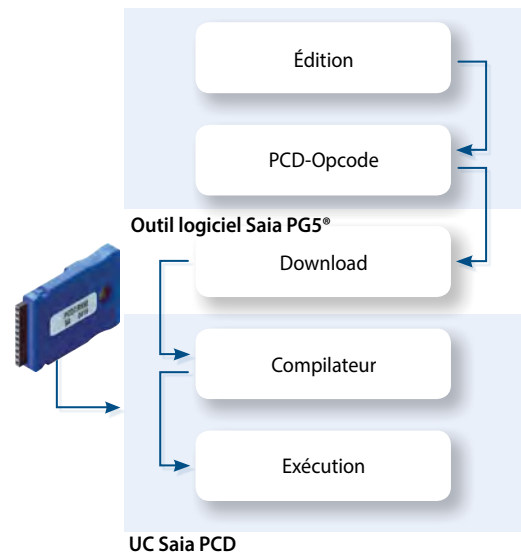 Édition
PCD-Opcode
Outil logiciel Saia PG5®
Download
Compilateur
Exécution
UC Saia PCD